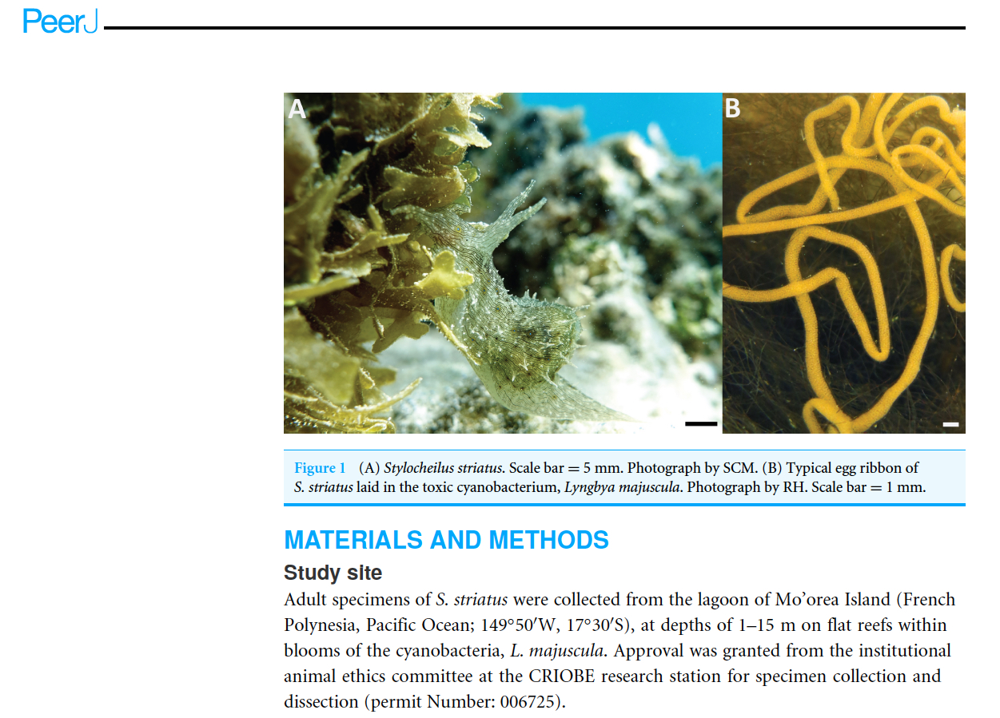 PeerJ
A
B
Figure 1 (A) Stylocheilus striatus. Scale bar = 5 mm. Photograph by SCM. (B) Typical egg ribbon of
S. striatus laid in the toxic cyanobacterium, Lyngbya majuscula. Photograph by RH. Scale bar = 1 mm.
MATERIALS AND METHODS
Study site
Adult specimens of S. striatus were collected from the lagoon of Mo’orea Island (French
Polynesia, Pacific Ocean; 149°50′W, 17°30′S), at depths of 1–15 m on flat reefs within
blooms of the cyanobacteria, L. majuscula. Approval was granted from the institutional
animal ethics committee at the CRIOBE research station for specimen collection and
dissection (permit Number: 006725).